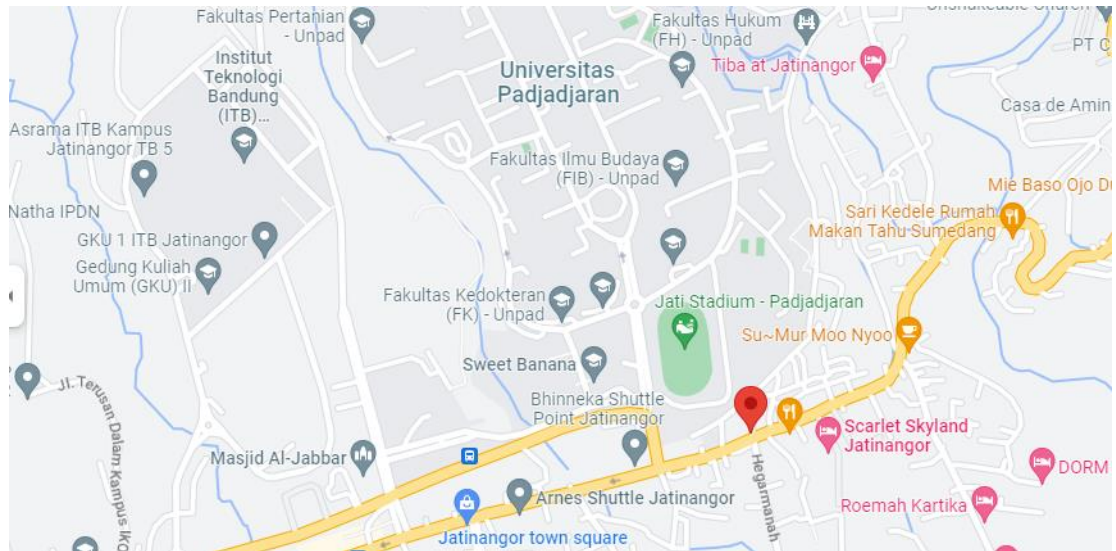 Fakultas Pertanian
- Unpad
Fakultas Hukum
(FH) - Unpad
PT C
Institut
Teknologi
Bandung
(ITB)...
Universitas
Padjadjaran
Tiba at Jatinangor
Casa de Amin
Asrama ITB Kampus
Jatinangor TB 5
Fakultas Ilmu Budaya
(FIB) - Unpad
Mie Baso Ojo
Natha IPDN
Sari Kedele Rumah
Makan Tahu Sumedang
GKU 1 ITB Jatinangor
Gedung Kuliah
Umum (GKU) II
Fakultas Kedokteran
(FK) - Unpad
Jati Stadium - Padjadjaran
Su~Mur Moo Nyoo
Sweet Banana
Jl. Terusan Dalam Kampus
Bhinneka Shuttle
Point Jatinangor
Scarlet Skyland
Jatinangor
Masjid Al-Jabbar
Hegarmanah
DORM
Arnes Shuttle Jatinangor
Roemah Kartika
Jatinangor town square